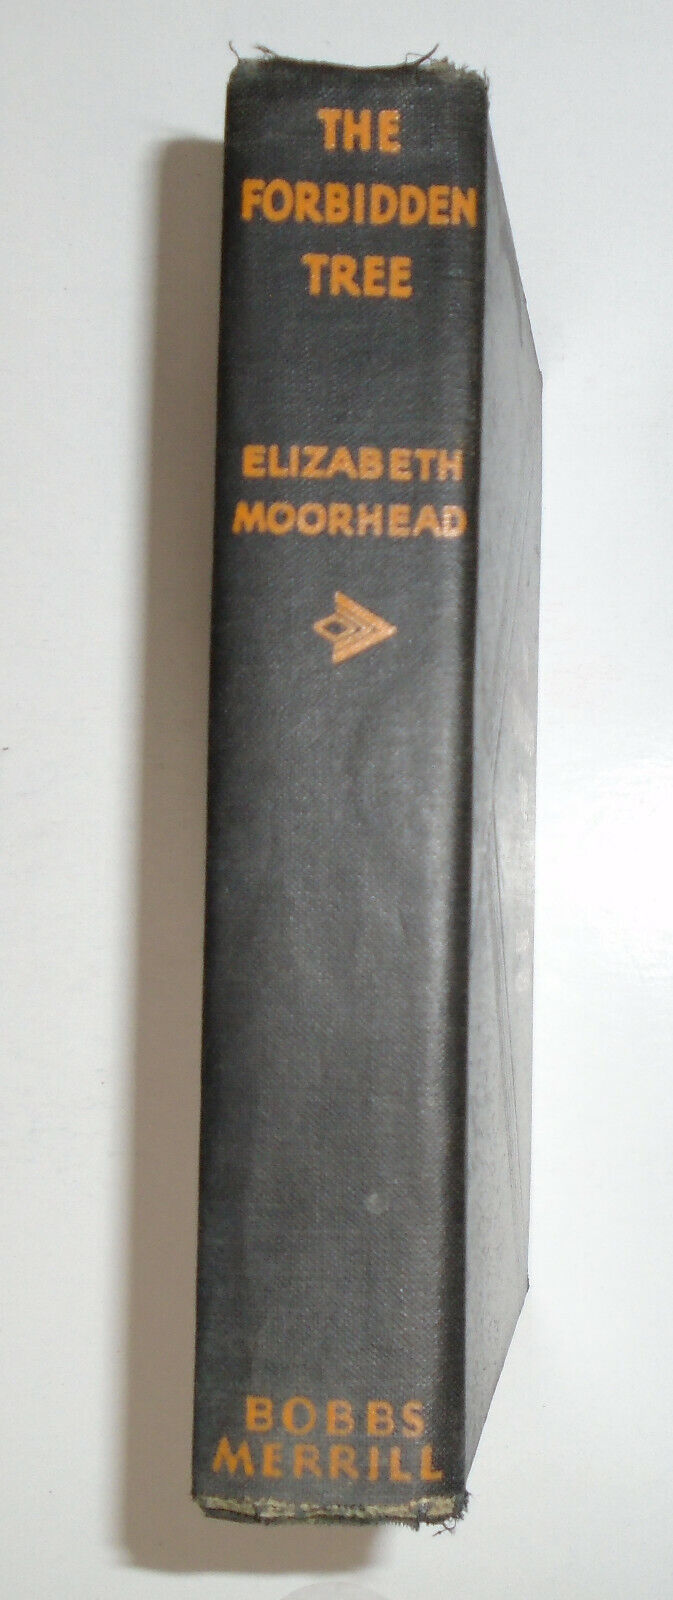 THE
FORBIDDEN
TREE
ELIZABETH
MOORHEAD
BOBBS
MERRILL